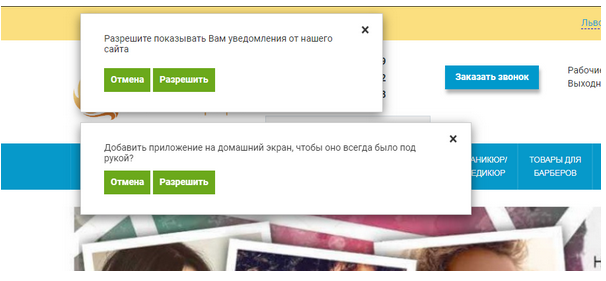 Льво
Разрешите показывать Вам уведомления от нашего
сайта
Отмена Разрешить
9
2
3
Заказать звонок
Рабочие
Выходн
Добавить приложение на домашний экран, чтобы оно всегда было под
рукой?
Отмена Разрешить
АНИКЮР/
ЕДИКЮР
ТОВАРЫ ДЛЯ
БАРБЕРОВ
Н